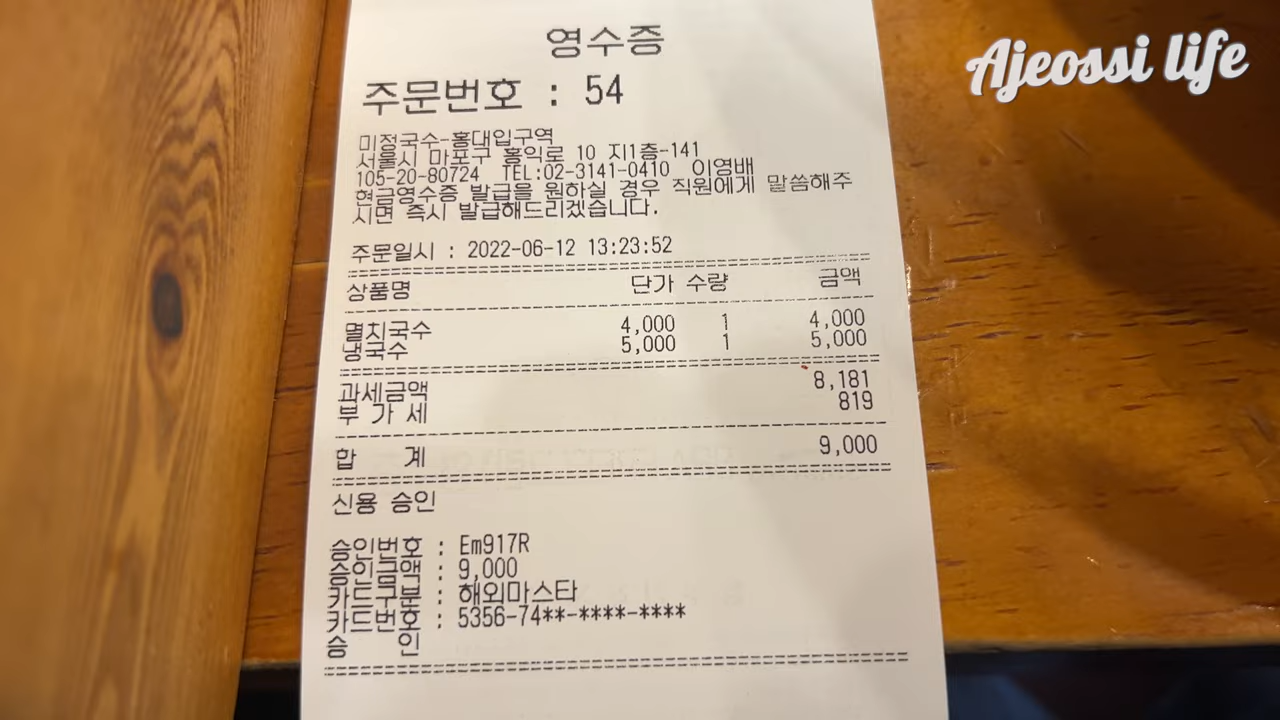 Ajeossi life
영수증
주문번호 : 54
미정국수-홍대입구역
서울시 마포구 홍익로 10 지1층-141
105-20-80724 TEL:02-3141-0410 이영배
현금영수증 발급을 원하실 경우 직원에게 말씀해주
시면 즉시 발급해드리겠습니다.
주문일시 : 2022-06-12 13:23:52
상품명 단가 수량 금액
멸치국수 4,000 1 4,000
냉국수 5,000 1 5,000
과세금액 8,181
부 가 세 819
합 계 9,000
신용 승인
승인번호 : Em917R
승인금액 : 9,000
카드구분 : 해외마스타
카드번호 : 5356-74**-****-****
승 인